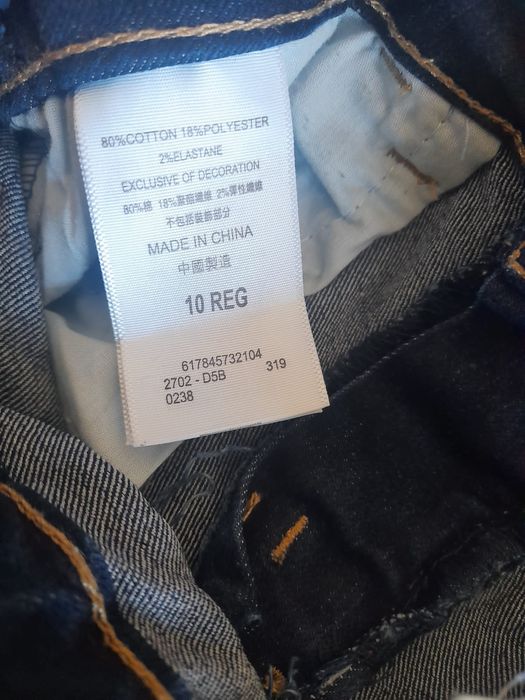 80%COTTON 18%POLYESTER
2%ELASTANE
EXCLUSIVE OF DECORATION
80%棉 18%聚酯纖維 2%彈性纖維
不包括裝飾部分
MADE IN CHINA
中國製造
10 REG
617845732104
2702 - D5B 319
0238